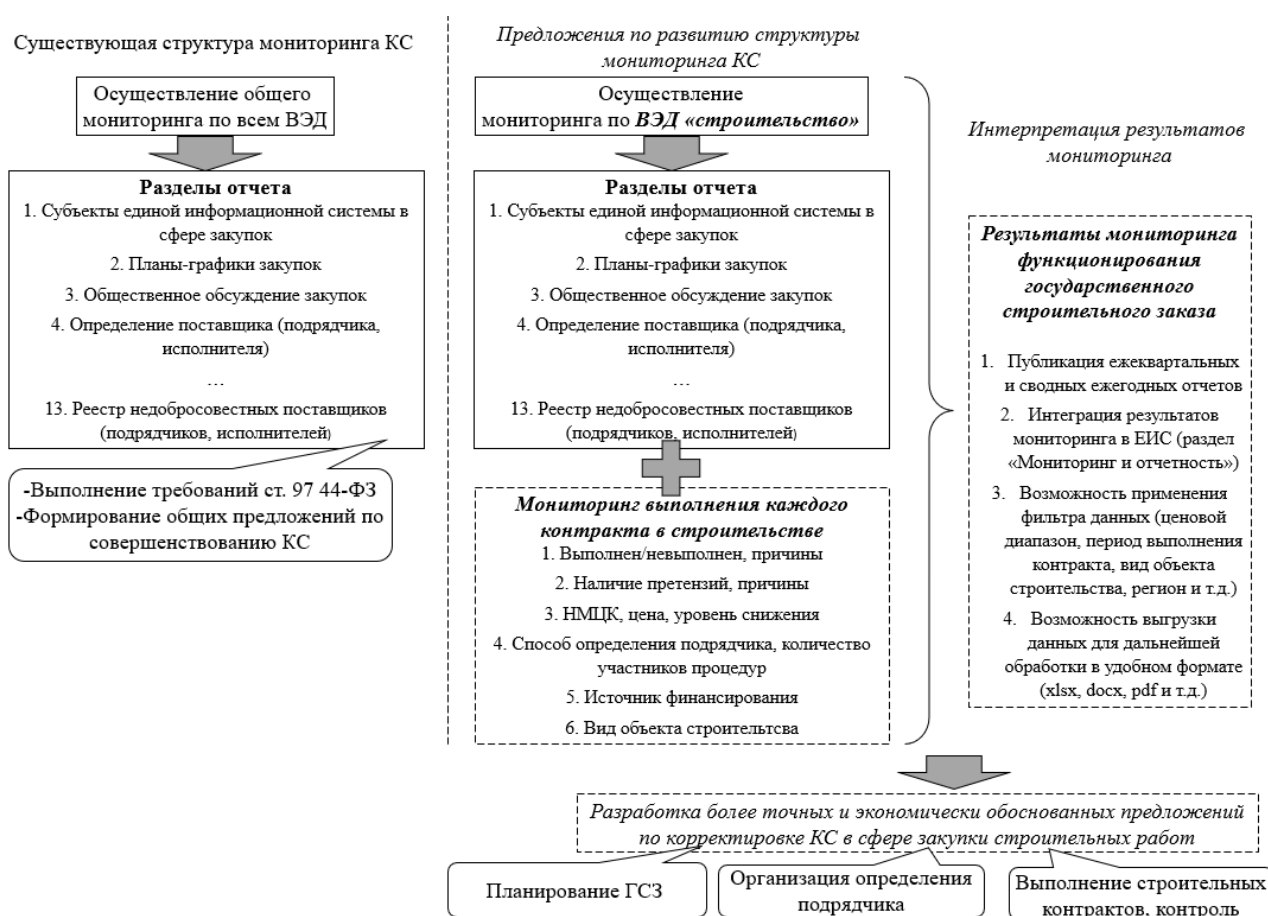 Существующая структура мониторинга КС
Осуществление общего
мониторинга по всем ВЭД
Разделы отчета
1. Субъекты единой информационной системы в
сфере закупок
2. Планы-графики закупок
3. Общественное обсуждение закупок
4. Определение поставщика (подрядчика,
исполнителя)
…
13. Реестр недобросовестных поставщиков
(подрядчиков, исполнителей)
-Выполнение требований ст. 97 44-ФЗ
-Формирование общих предложений по
совершенствованию КС
Предложения по развитию структуры
мониторинга КС
Осуществление
мониторинга по ВЭД «строительство»
Разделы отчета
1. Субъекты единой информационной системы в
сфере закупок
2. Планы-графики закупок
3. Общественное обсуждение закупок
4. Определение поставщика (подрядчика,
исполнителя)
…
13. Реестр недобросовестных поставщиков
(подрядчиков, исполнителей)
Мониторинг выполнения каждого
контракта в строительстве
1. Выполнен/невыполнен, причины
2. Наличие претензий, причины
3. НМЦК, цена, уровень снижения
4. Способ определения подрядчика, количество
участников процедур
5. Источник финансирования
6. Вид объекта строительтсва
Интерпретация результатов
мониторинга
Результаты мониторинга
функционирования
государственного
строительного заказа
1. Публикация ежеквартальных
и сводных ежегодных отчетов
2. Интеграция результатов
мониторинга в ЕИС (раздел
«Мониторинг и отчетность»)
3. Возможность применения
фильтра данных (ценовой
диапазон, период выполнения
контракта, вид объекта
строительства, регион и т.д.)
4. Возможность выгрузки
данных для дальнейшей
обработки в удобном формате
(xlsx, docx, pdf и т.д.)
Разработка более точных и экономически обоснованных предложений
по корректировке КС в сфере закупки строительных работ
Планирование ГСЗ
Организация определения
подрядчика
Выполнение строительных
контрактов, контроль